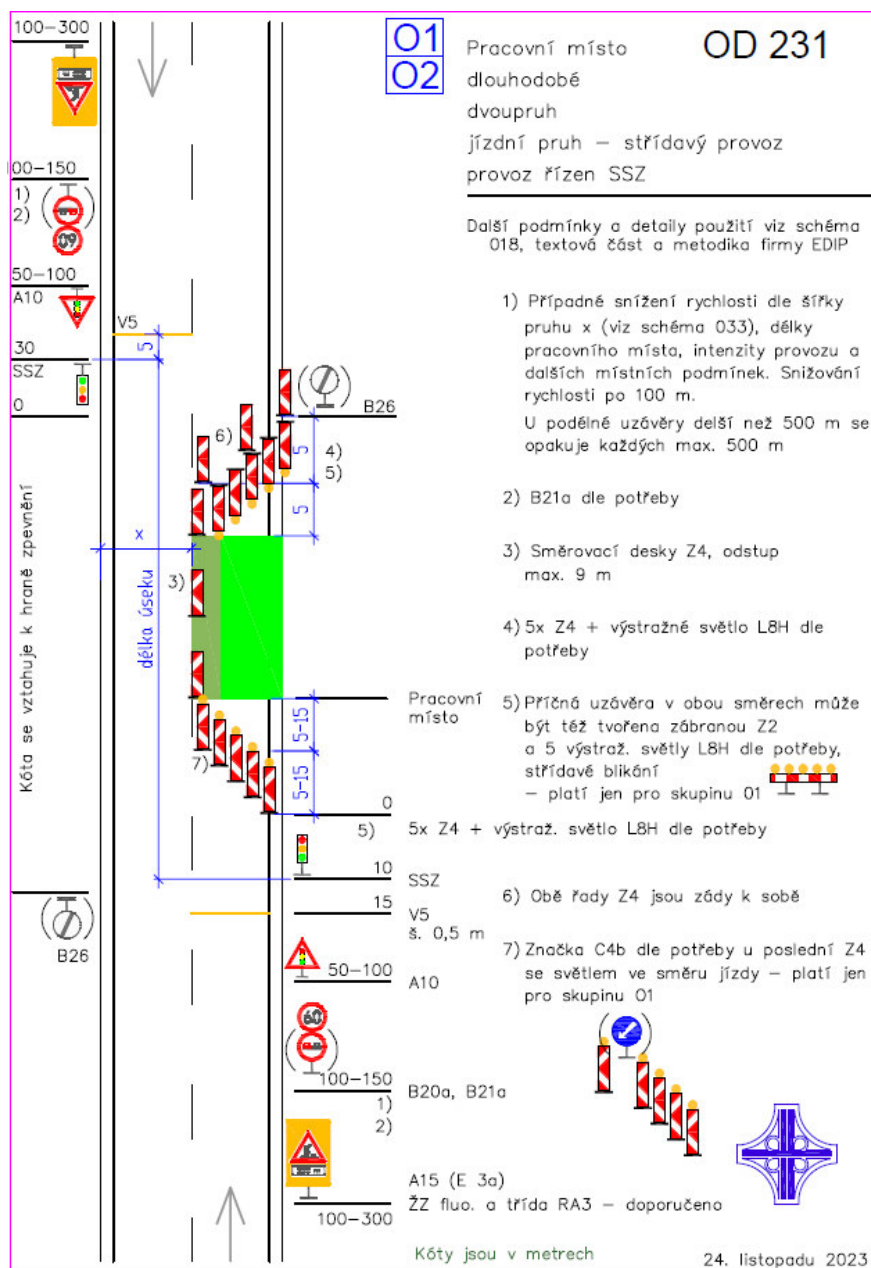 O1
O2
OD 231
Pracovní místo
dlouhodobé
dvoupruh
jízdní pruh – střídavý provoz
provoz řízen SSZ
Další podmínky a detaily použití viz schéma
018, textová část a metodika firmy EDIP
1) Případné snížení rychlosti dle šířky
pruhu x (viz schéma 033), délky
pracovního místa, intenzity provozu a
dalších místních podmínek. Snižování
rychlosti po 100 m.
U podélné uzávěry delší než 500 m se
opakuje každých max. 500 m
2) B21a dle potřeby
3) Směrovací desky Z4, odstup
max. 9 m
4) 5x Z4 + výstražné světlo L8H dle
potřeby
5) Příčná uzávěra v obou směrech může
být též tvořena zábranou Z2
a 5 výstraž. světly L8H dle potřeby,
střídavé blikání
– platí jen pro skupinu 01
6) Obě řady Z4 jsou zády k sobě
7) Značka C4b dle potřeby u poslední Z4
se světlem ve směru jízdy – platí jen
pro skupinu 01
100–300
00–150
1)
2)
60
50–100
A10
V5
5
30
SSZ
0
B26
6)
5
4)
5)
5
x
3)
délka úseku
Kóta se vztahuje k hraně zpevnění
Pracovní
místo
5–15
7)
5–15
0
5)
5x Z4 + výstraž. světlo L8H dle potřeby
10
SSZ
15
V5
š. 0,5 m
B26
50–100
A10
60
100–150
B20a, B21a
1)
2)
A15 (E 3a)
ŽZ fluo. a třída RA3 – doporučeno
100–300
Kóty jsou v metrech
24. listopadu 2023